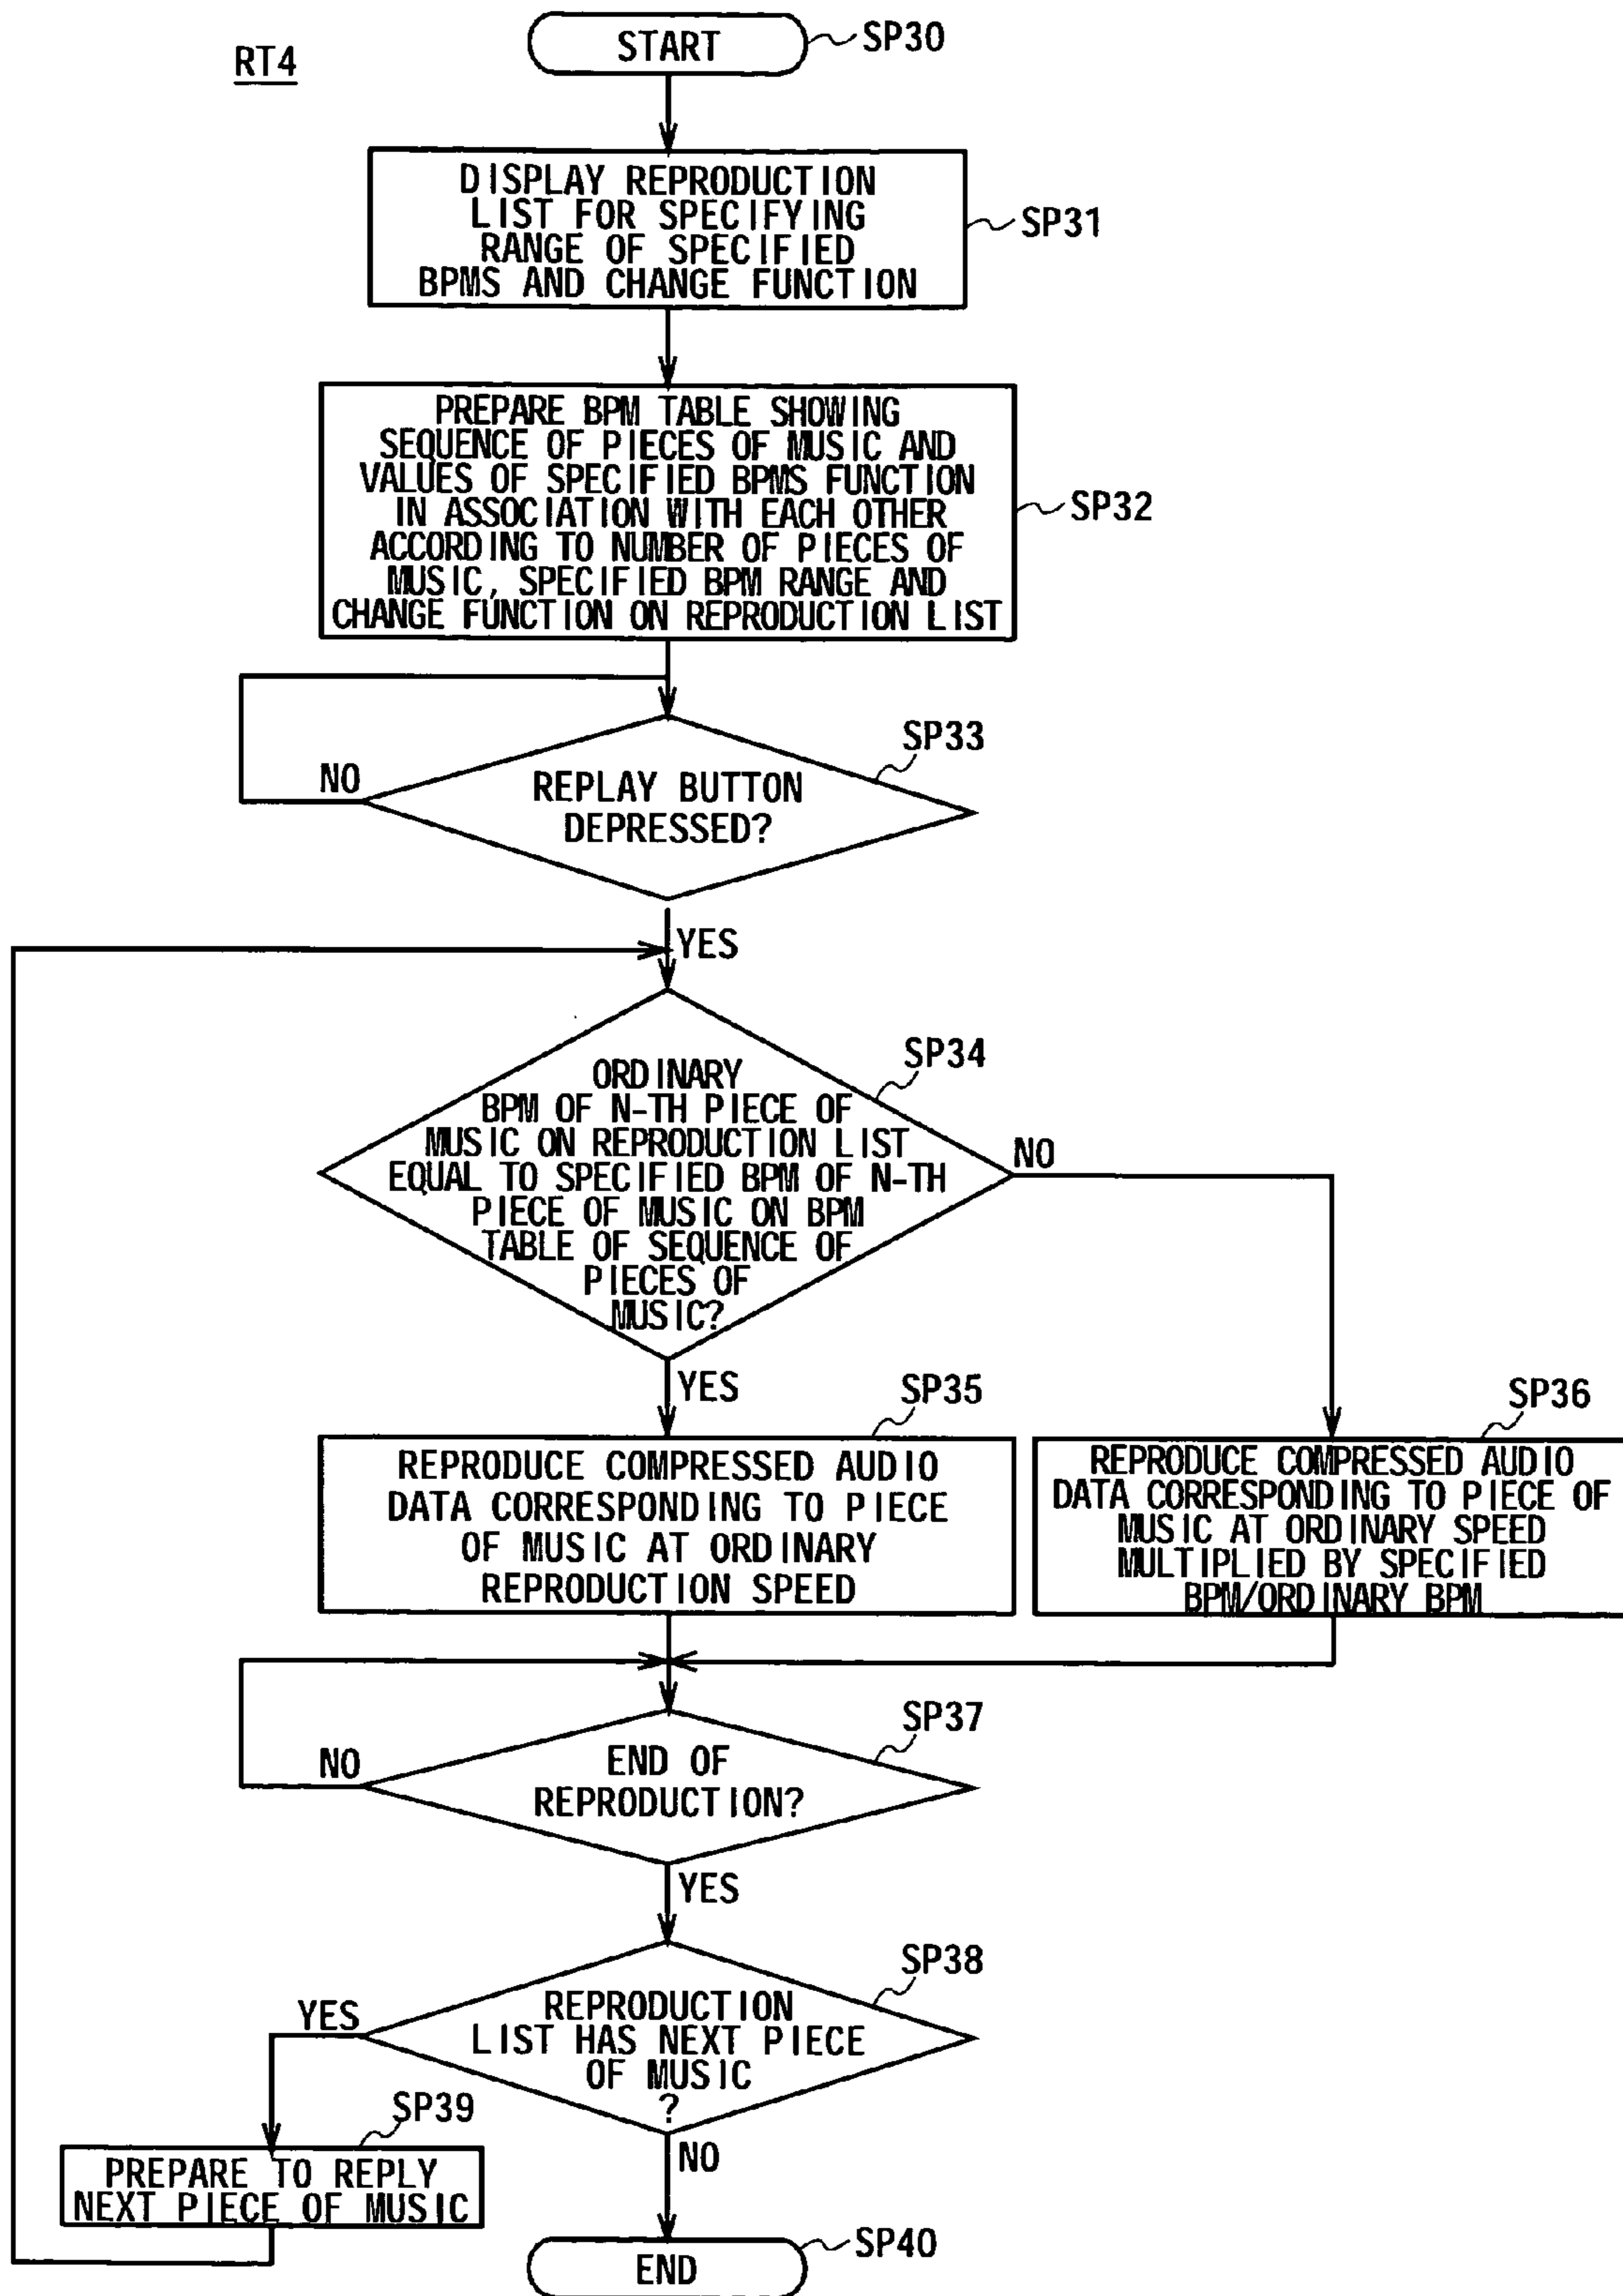 RT4
START
SP30
DISPLAY REPRODUCTION
LIST FOR SPECIFYING
RANGE OF SPECIFIED
BPMS AND CHANGE FUNCTION
SP31
PREPARE BPM TABLE SHOWING
SEQUENCE OF PIECES OF MUSIC AND
VALUES OF SPECIFIED BPMS FUNCTION
IN ASSOCIATION WITH EACH OTHER
ACCORDING TO NUMBER OF PIECES OF
MUSIC, SPECIFIED BPM RANGE AND
CHANGE FUNCTION ON REPRODUCTION LIST
SP32
SP33
NO
REPLAY BUTTON
DEPRESSED?
YES
SP34
ORDINARY
BPM OF N-TH PIECE OF
MUSIC ON REPRODUCTION LIST
EQUAL TO SPECIFIED BPM OF N-TH
PIECE OF MUSIC ON BPM
TABLE OF SEQUENCE OF
PIECES OF
MUSIC?
NO
YES
SP35
REPRODUCE COMPRESSED AUDIO
DATA CORRESPONDING TO PIECE
OF MUSIC AT ORDINARY
REPRODUCTION SPEED
SP36
REPRODUCE COMPRESSED AUDIO
DATA CORRESPONDING TO PIECE OF
MUSIC AT ORDINARY SPEED
MULTIPLIED BY SPECIFIED
BPM/ORDINARY BPM
SP37
NO
END OF
REPRODUCTION?
YES
SP38
YES
REPRODUCTION
LIST HAS NEXT PIECE
OF MUSIC
?
SP39
PREPARE TO REPLY
NEXT PIECE OF MUSIC
NO
SP40
END